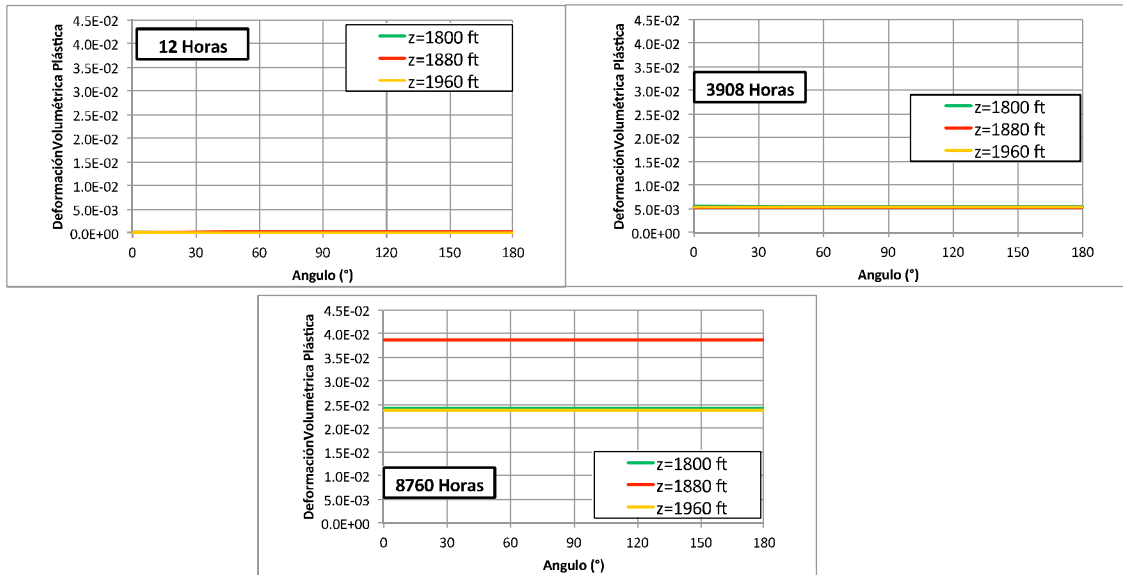 DeformaciónVolumétrica Plástica
4.5E-02
4.0E-02
3.5E-02
3.0E-02
2.5E-02
2.0E-02
1.5E-02
1.0E-02
5.0E-03
0.0E+00
12 Horas
z=1800 ft
z=1880 ft
z=1960 ft
0 30 60 90 120 150 180
Angulo (°)
DeformaciónVolumétrica Plástica
4.5E-02
4.0E-02
3.5E-02
3.0E-02
2.5E-02
2.0E-02
1.5E-02
1.0E-02
5.0E-03
0.0E+00
3908 Horas
z=1800 ft
z=1880 ft
z=1960 ft
0 30 60 90 120 150 180
Angulo (°)
DeformaciónVolumétrica Plástica
4.5E-02
4.0E-02
3.5E-02
3.0E-02
2.5E-02
2.0E-02
1.5E-02
1.0E-02
5.0E-03
0.0E+00
8760 Horas
z=1800 ft
z=1880 ft
z=1960 ft
0 30 60 90 120 150 180
Angulo (°)